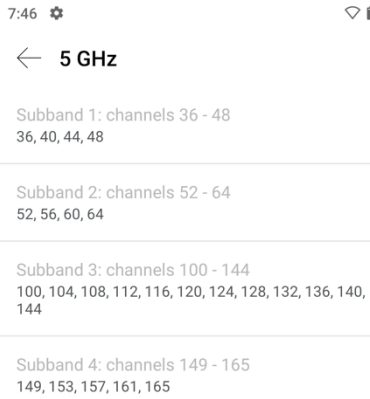 7:46
5 GHz
Subband 1: channels 36 - 48
36, 40, 44, 48
Subband 2: channels 52 - 64
52, 56, 60, 64
Subband 3: channels 100 - 144
100, 104, 108, 112, 116, 120, 124, 128, 132, 136, 140,
144
Subband 4: channels 149 - 165
149, 153, 157, 161, 165